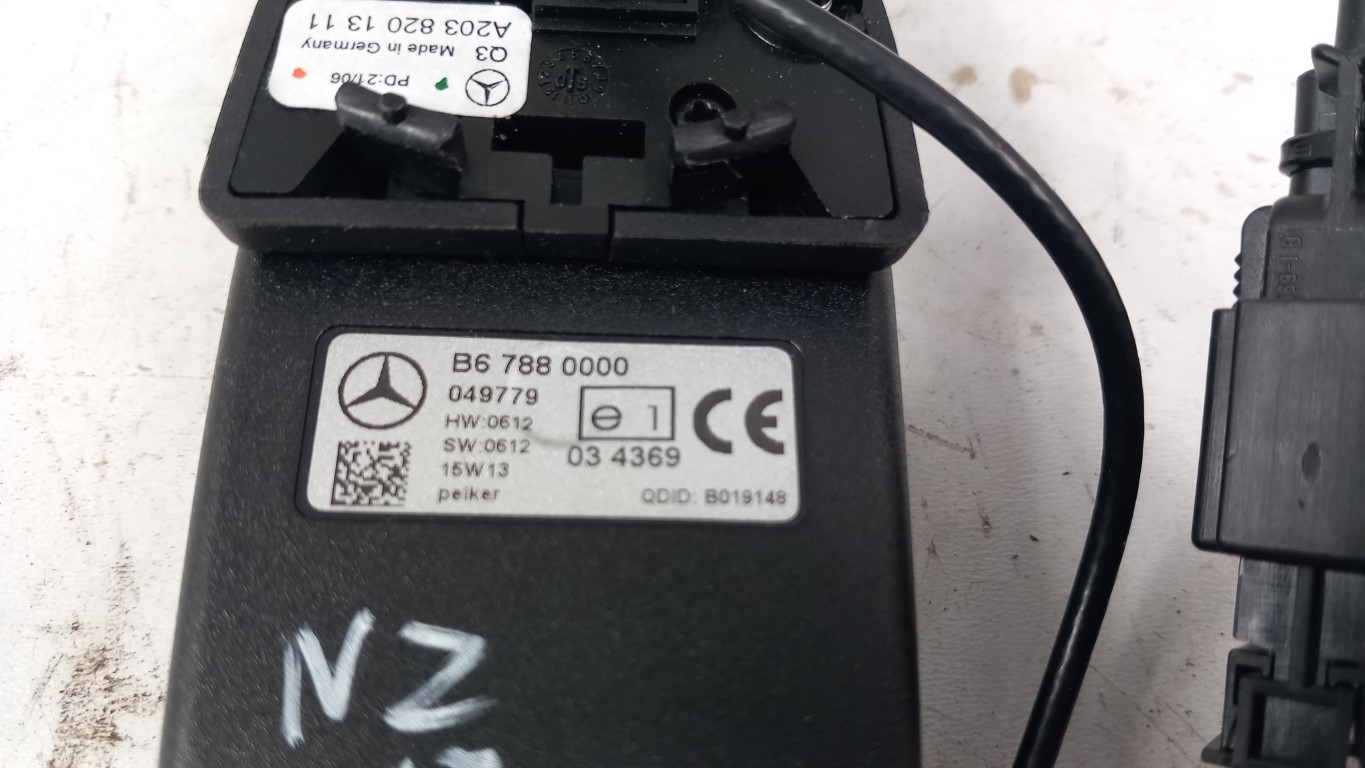 A203 820 13 11
Q3 Made in Germany
PD:21/06
B6 788 0000
049779
HW:0612
SW:0612
15W13
peiker
e 1
03 4369
CE
QDID: B019148
NZ